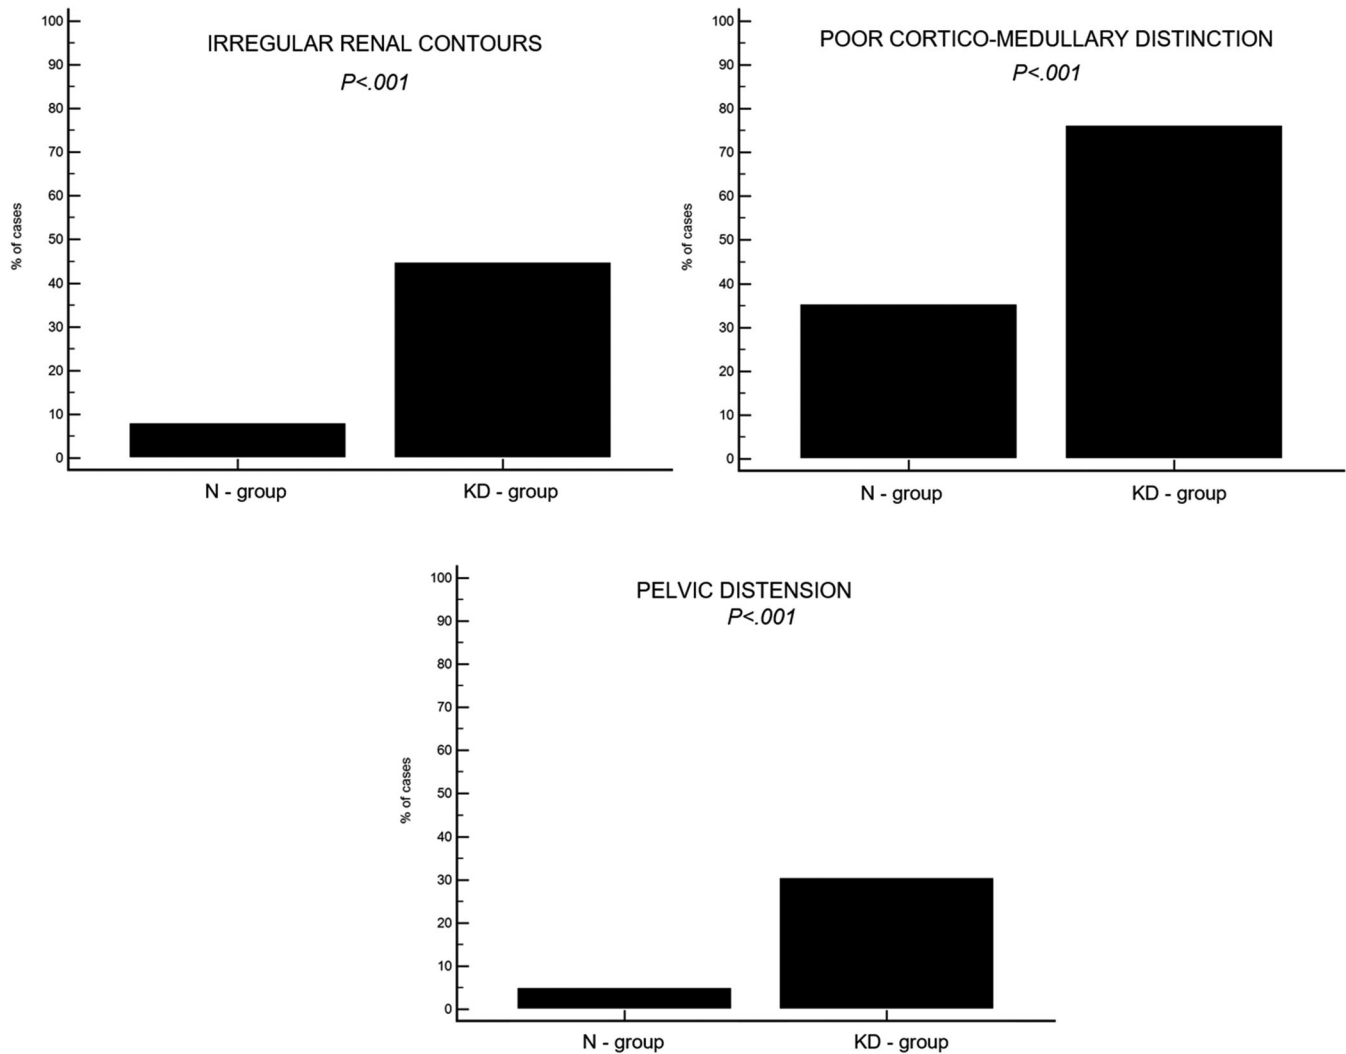 IRREGULAR RENAL CONTOURS
P<.001
% of cases
100
90
80
70
60
50
40
30
20
10
0
N - group KD - group
POOR CORTICO-MEDULLARY DISTINCTION
P<.001
% of cases
100
90
80
70
60
50
40
30
20
10
0
N - group KD - group
PELVIC DISTENSION
P<.001
% of cases
100
90
80
70
60
50
40
30
20
10
0
N - group KD - group